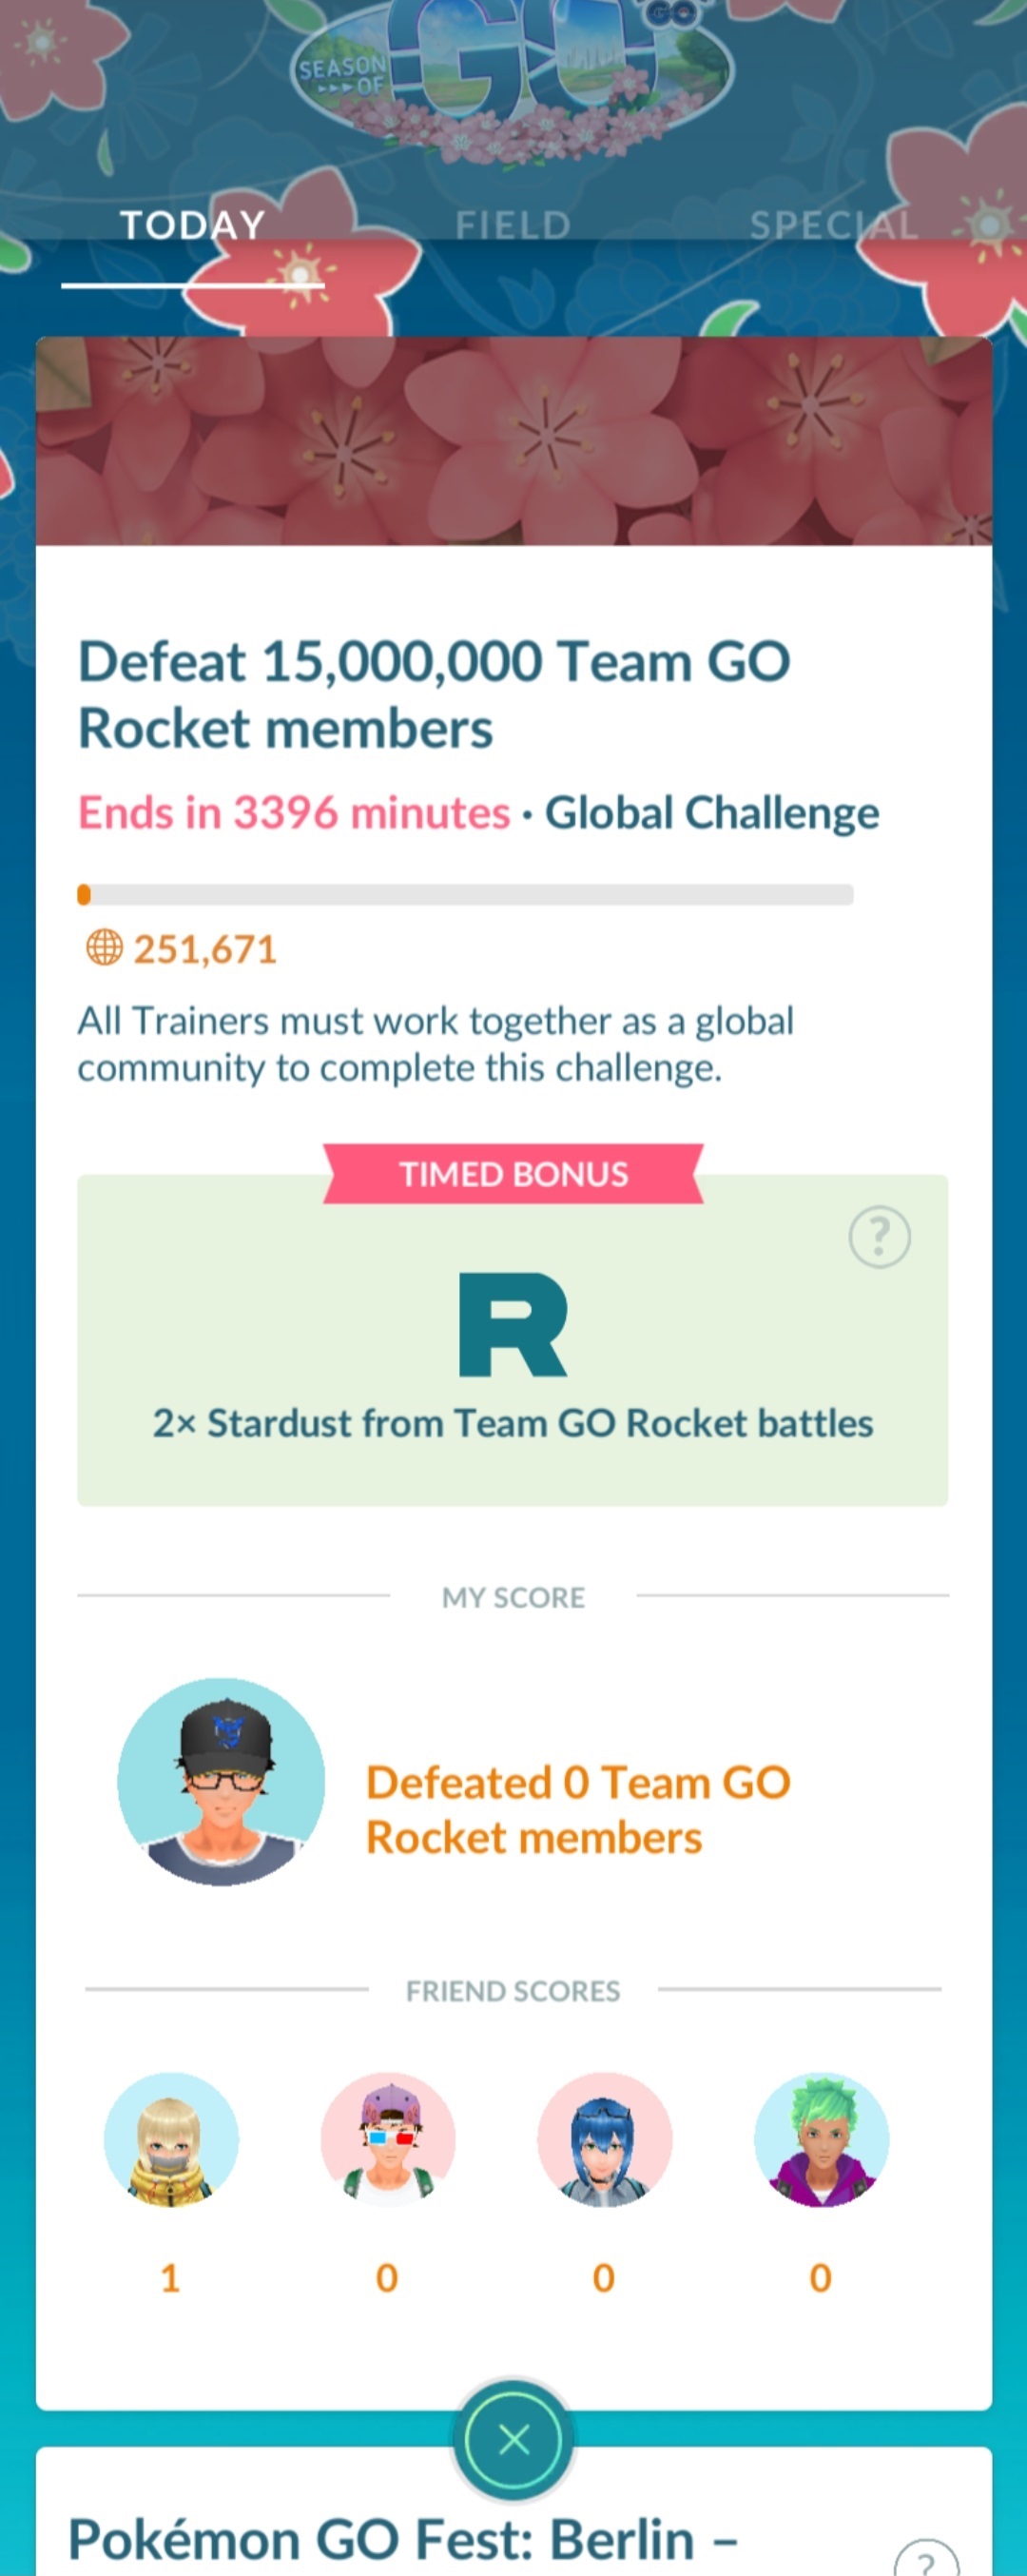 SEASON
OF GO
GO
TODAY FIELD SPECIAL
Defeat 15,000,000 Team GO
Rocket members
Ends in 3396 minutes · Global Challenge
251,671
All Trainers must work together as a global
community to complete this challenge.
TIMED BONUS
?
R
2× Stardust from Team GO Rocket battles
MY SCORE
Defeated 0 Team GO
Rocket members
FRIEND SCORES
1 0 0 0
Pokémon GO Fest: Berlin –
?